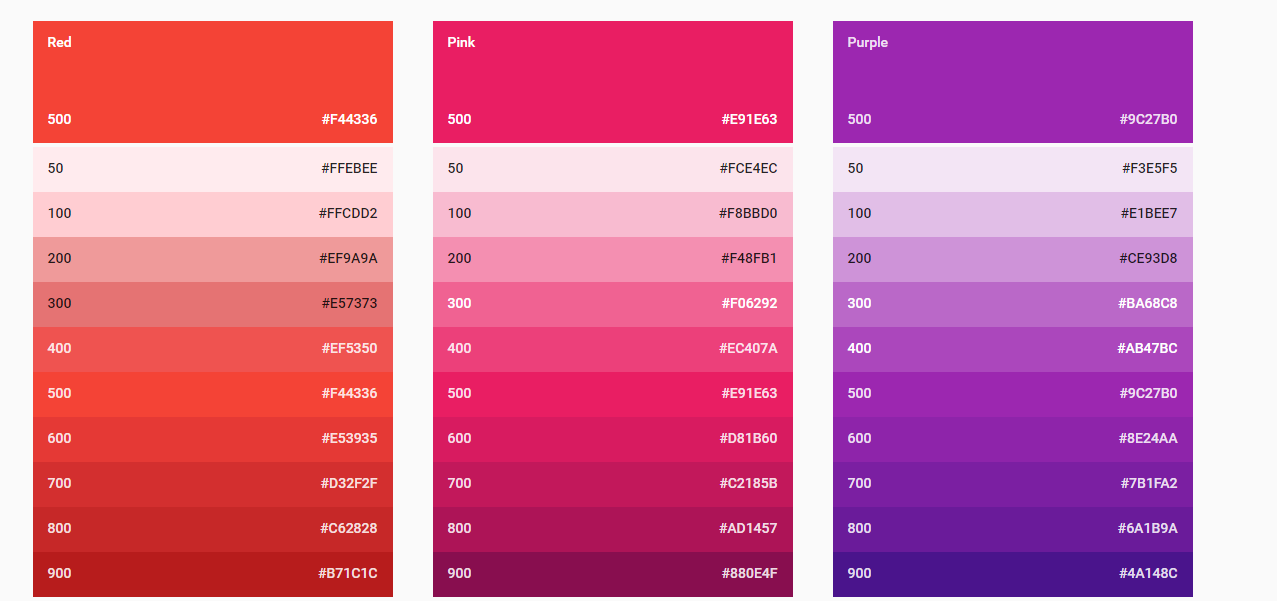 Red
500 #F44336
50 #FFEBEE
100 #FFCDD2
200 #EF9A9A
300 #E57373
400 #EF5350
500 #F44336
600 #E53935
700 #D32F2F
800 #C62828
900 #B71C1C
Pink
500 #E91E63
50 #FCE4EC
100 #F8BBD0
200 #F48FB1
300 #F06292
400 #EC407A
500 #E91E63
600 #D81B60
700 #C2185B
800 #AD1457
900 #880E4F
Purple
500 #9C27B0
50 #F3E5F5
100 #E1BEE7
200 #CE93D8
300 #BA68C8
400 #AB47BC
500 #9C27B0
600 #8E24AA
700 #7B1FA2
800 #6A1B9A
900 #4A148C